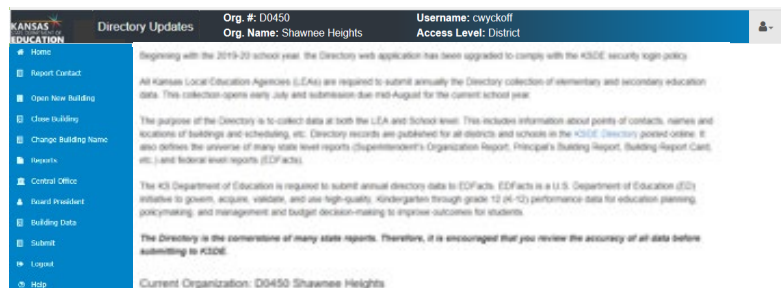 KANSAS
STATE DEPARTMENT OF
EDUCATION
Directory Updates
Org. #: D0450
Org. Name: Shawnee Heights
Username: cwyckoff
Access Level: District
Home
Report Contact
Open New Building
Close Building
Change Building Name
Reports
Central Office
Board President
Building Data
Submit
Logout
Help
Beginning with the 2019-20 school year, the Directory web application has been upgraded to comply with the KSDE security login policy.
All Kansas Local Education Agencies (LEAs) are required to submit annually the Directory collection of elementary and secondary education
data. This collection opens early July and submission due mid-August for the current school year.
The purpose of the Directory is to collect data at both the LEA and School level. This includes information about points of contacts, names and
locations of buildings and scheduling, etc. Directory records are published for all districts and schools in the KSDE Directory posted online. It
also defines the universe of many state level reports (Superintendent's Organization Report, Principal's Building Report, Building Report Card,
etc.) and federal level reports (EDFacts).
The KS Department of Education is required to submit annual directory data to EDFacts. EDFacts is a U.S. Department of Education (ED)
initiative to govern, acquire, validate, and use high-quality, Kindergarten through grade 12 (K-12) performance data for education planning,
policymaking, and management and budget decision-making to improve outcomes for students.
The Directory is the cornerstone of many state reports. Therefore, it is encouraged that you review the accuracy of all data before
submitting to KSDE.
Current Organization: D0450 Shawnee Heights